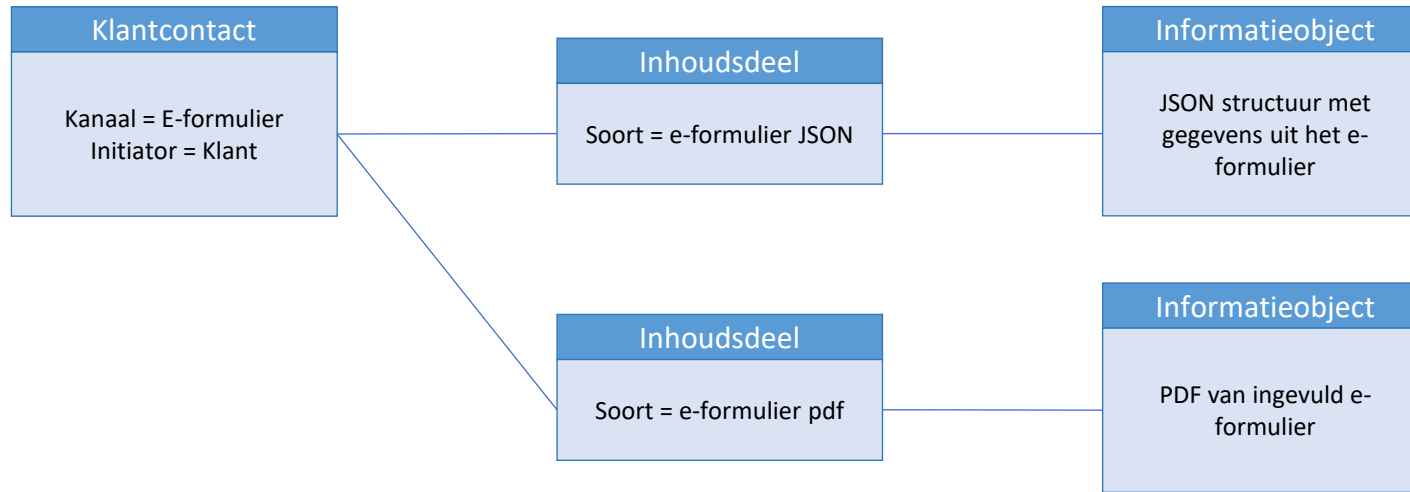 Klantcontact
Kanaal = E-formulier
Initiator = Klant
Inhoudsdeel
Soort = e-formulier JSON
Informatieobject
JSON structuur met
gegevens uit het e-
formulier
Inhoudsdeel
Soort = e-formulier pdf
Informatieobject
PDF van ingevuld e-
formulier